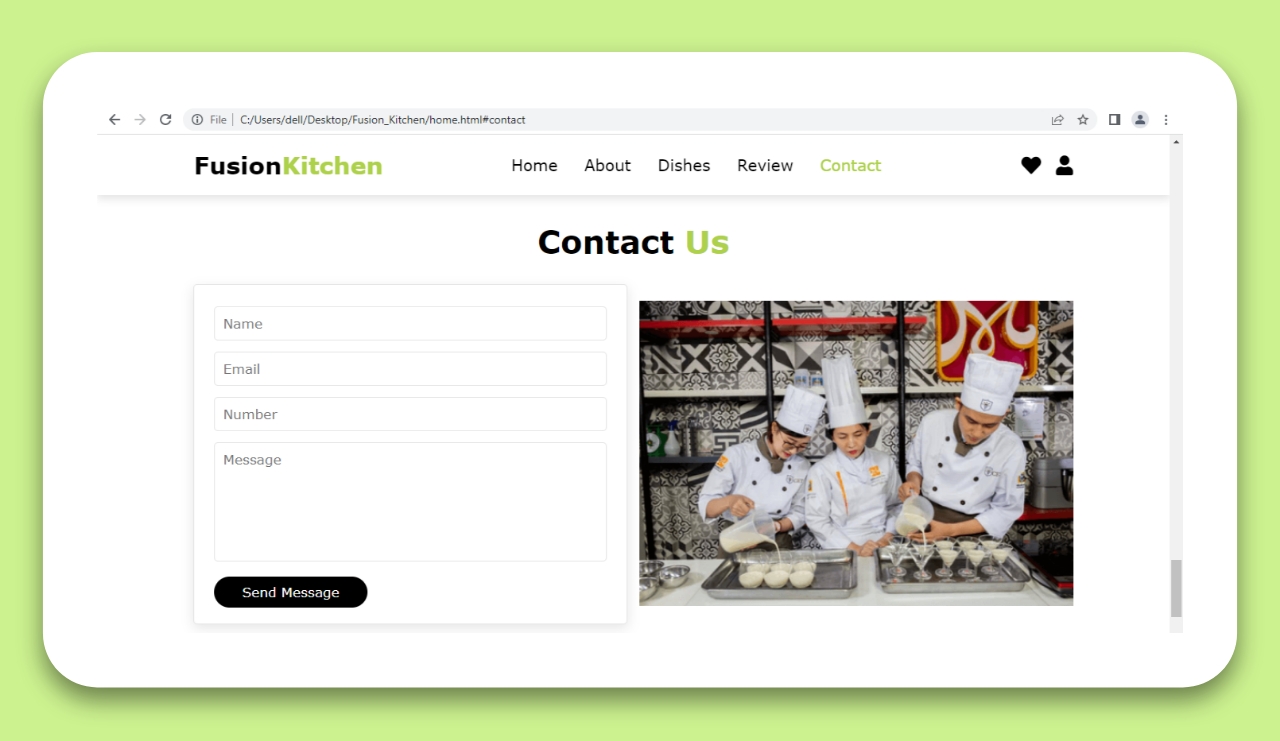 File | C:/Users/dell/Desktop/Fusion_Kitchen/home.html#contact
FusionKitchen Home About Dishes Review Contact
Contact Us
Name
Email
Number
Message
Send Message